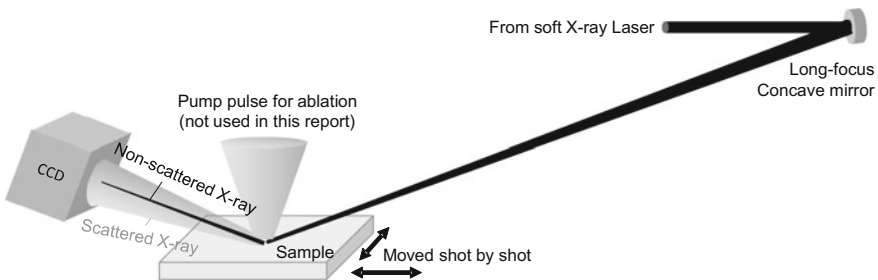 From soft X-ray Laser
Long-focus
Concave mirror
Pump pulse for ablation
(not used in this report)
CCD
Non-scattered X-ray
Scattered X-ray
Sample
Moved shot by shot